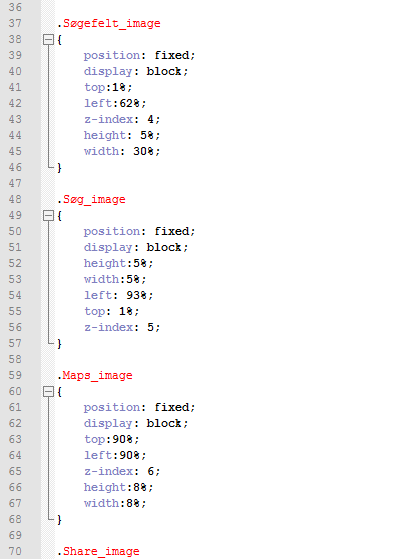 36
37 .Søgefelt_image
38 {
39 position: fixed;
40 display: block;
41 top:1%;
42 left:62%;
43 z-index: 4;
44 height: 5%;
45 width: 30%;
46 }
47
48 .Søg_image
49 {
50 position: fixed;
51 display: block;
52 height:5%;
53 width:5%;
54 left: 93%;
55 top: 1%;
56 z-index: 5;
57 }
58
59 .Maps_image
60 {
61 position: fixed;
62 display: block;
63 top:90%;
64 left:90%;
65 z-index: 6;
66 height:8%;
67 width:8%;
68 }
69
70 .Share_image